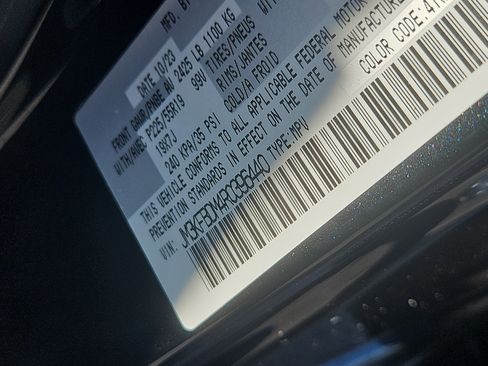 MFD. BY
DATE: 10/23
FRONT GAWR/PNBE AV 2425 LB 1100 KG
WITH/AVEC P225/55R19 99V TIRES/PNEUS
19X7J RIMS/JANTES
240 KPA/35 PSI COLD/A FROID
THIS VEHICLE CONFORMS TO ALL APPLICABLE FEDERAL MOTOR
PREVENTION STANDARDS IN EFFECT ON THE DATE OF MANUFACTURE
VIN: TYPE: MPV COLOR CODE: 41